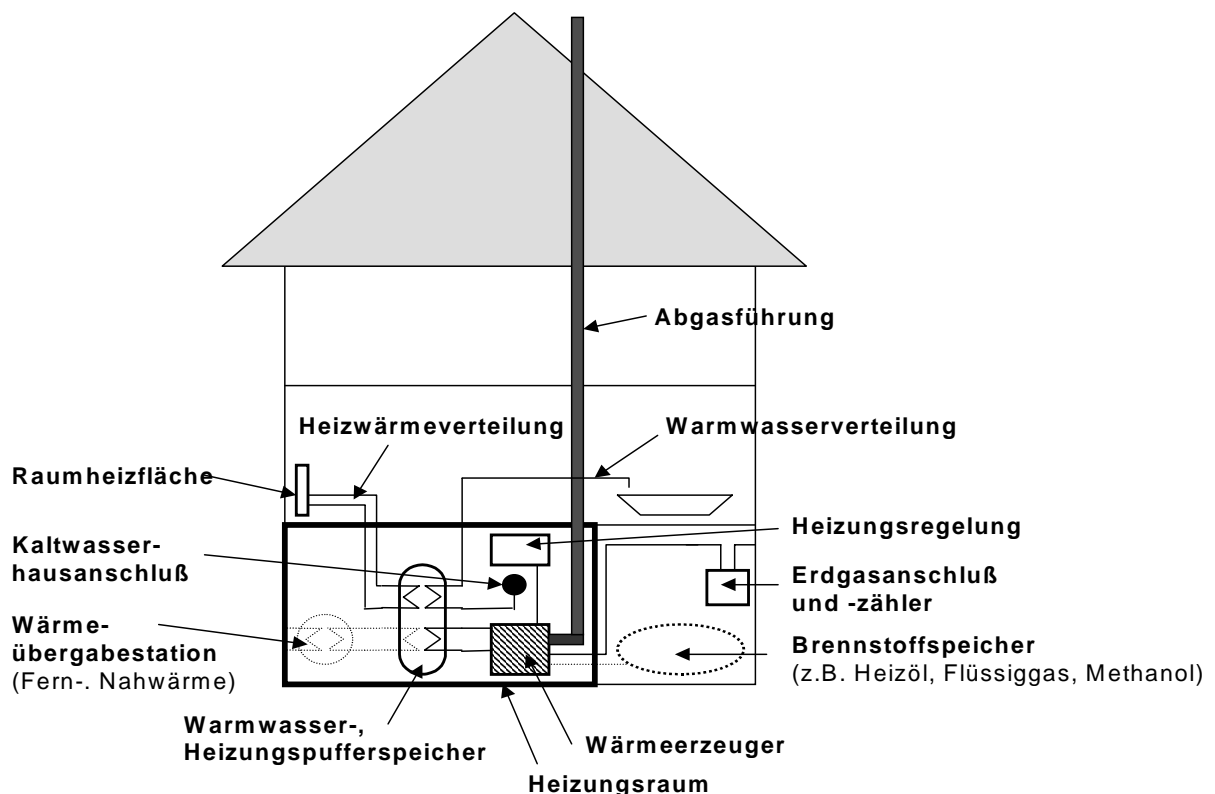 Abgasführung
Heizwärmeverteilung
Warmwasserverteilung
Raumheizfläche
Heizungsregelung
Kaltwasser-
hausanschluß
Erdgasanschluß
und -zähler
Wärme-
übergabestation
(Fern-. Nahwärme)
Brennstoffspeicher
(z.B. Heizöl, Flüssiggas, Methanol)
Warmwasser-,
Heizungspufferspeicher
Wärmeerzeuger
Heizungsraum